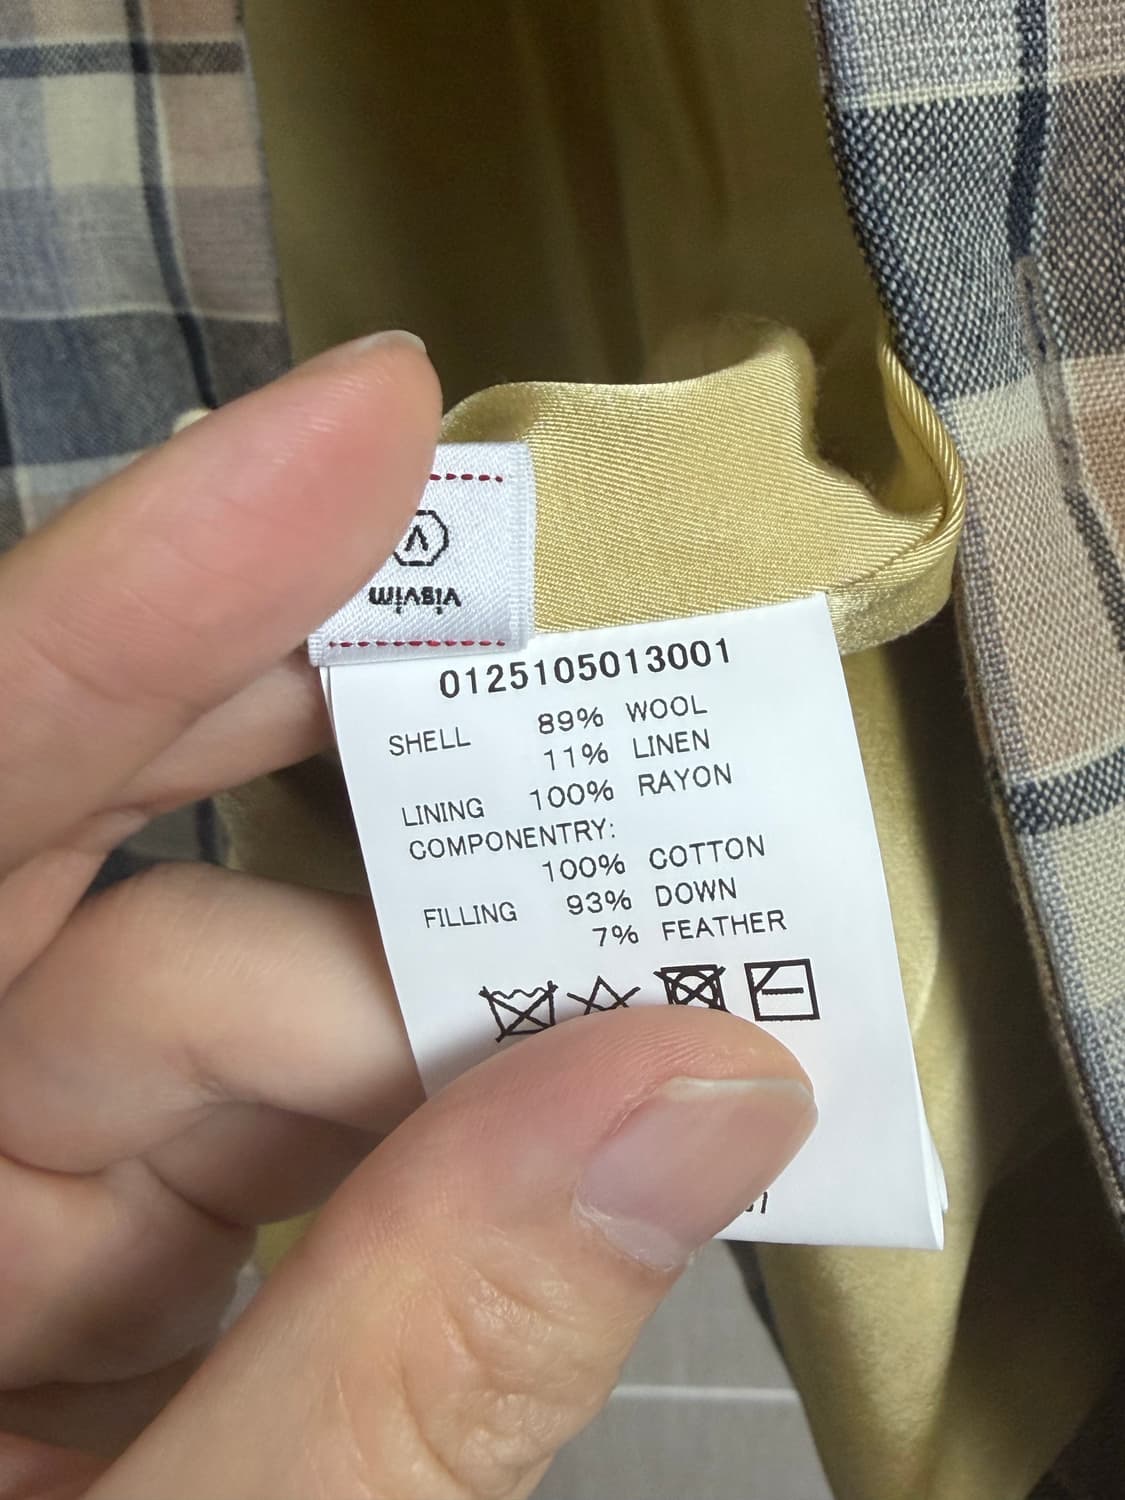 visvim
0125105013001
SHELL 89% WOOL
11% LINEN
LINING 100% RAYON
COMPONENTRY:
100% COTTON
FILLING 93% DOWN
7% FEATHER